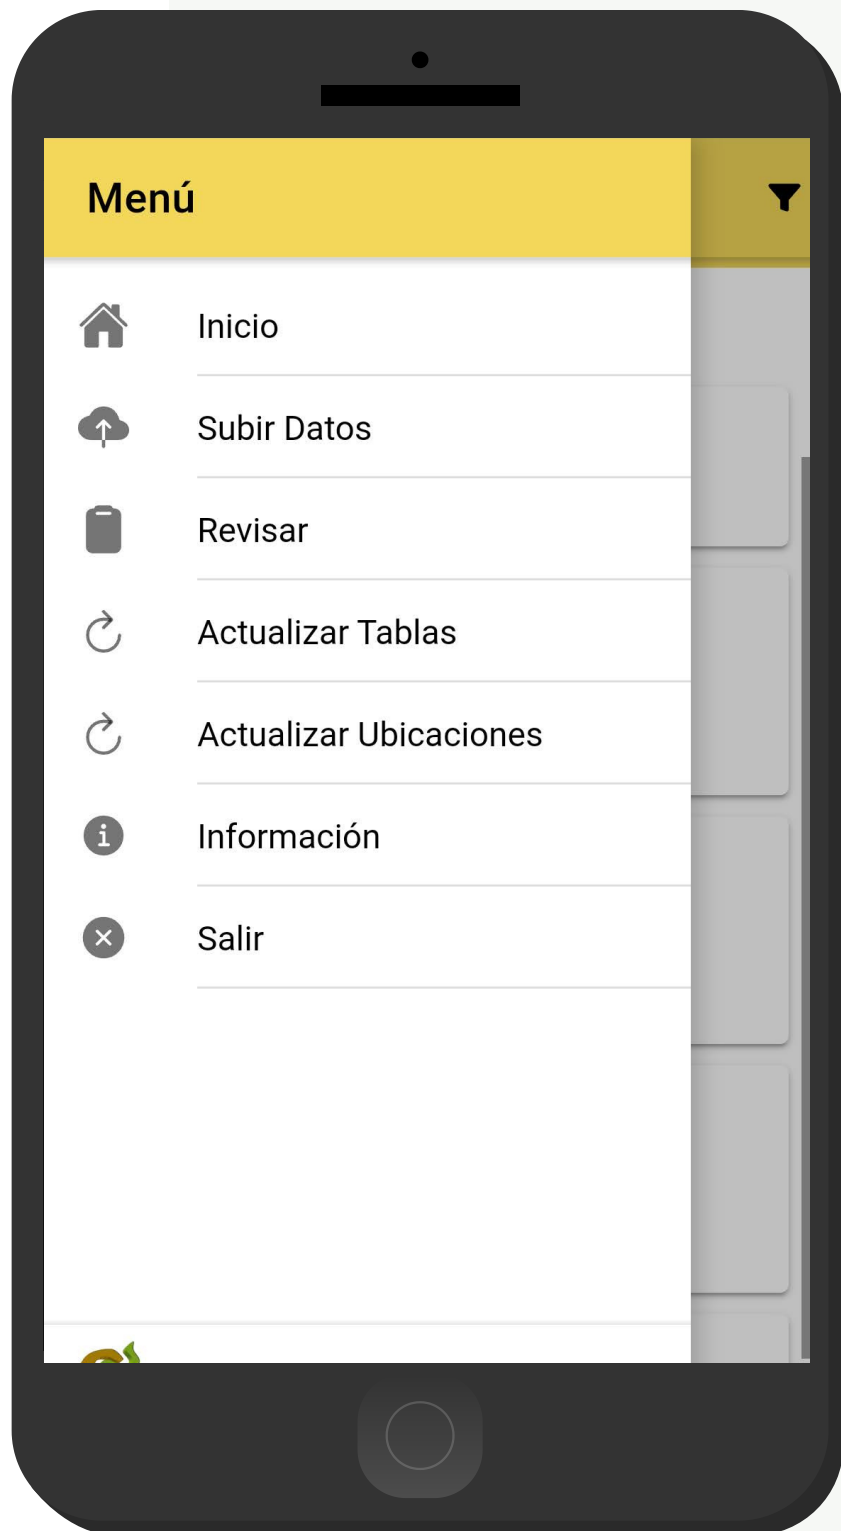 Menú
Inicio
Subir Datos
Revisar
Actualizar Tablas
Actualizar Ubicaciones
Información
Salir